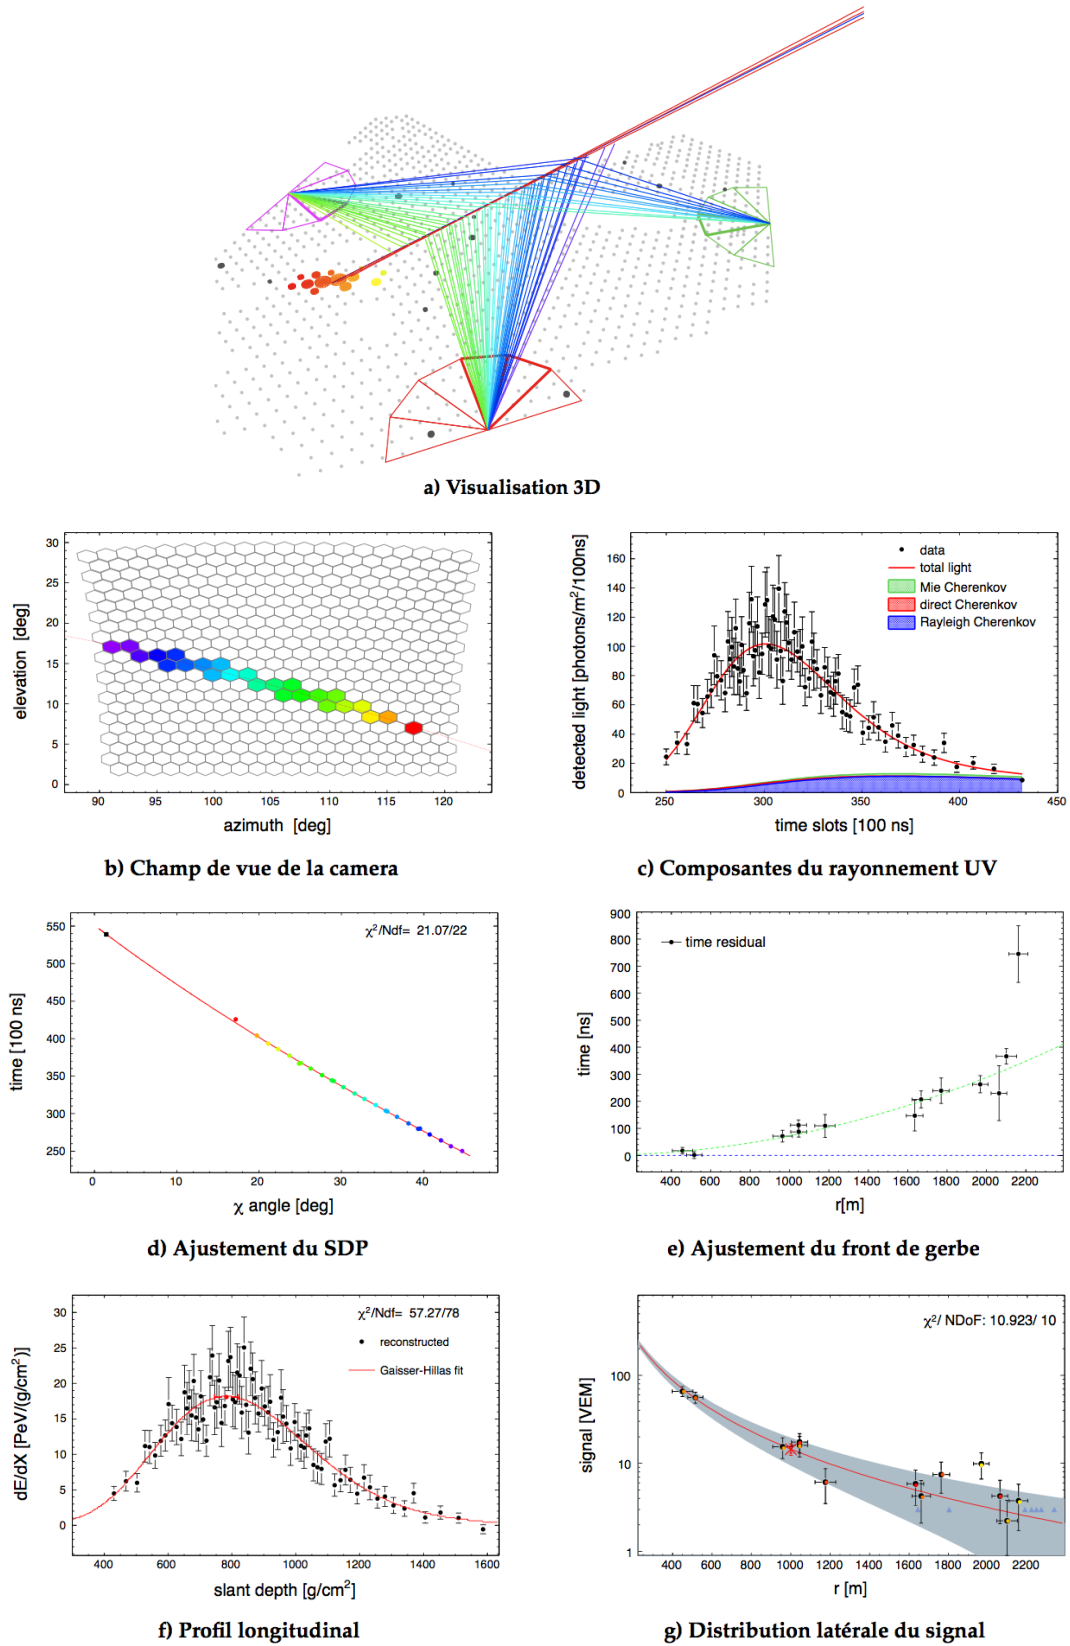 a) Visualisation 3D
elevation [deg]
30
25
20
15
10
5
0
90 95 100 105 110 115 120
azimuth [deg]
b) Champ de vue de la camera
detected light [photons/m²/100ns]
160
140
120
100
80
60
40
20
0
data
total light
Mie Cherenkov
direct Cherenkov
Rayleigh Cherenkov
250 300 350 400 450
time slots [100 ns]
c) Composantes du rayonnement UV
time [100 ns]
550
500
450
400
350
300
250
χ²/Ndf= 21.07/22
0 10 20 30 40
χ angle [deg]
d) Ajustement du SDP
time [ns]
900
800
700
600
500
400
300
200
100
0
time residual
400 600 800 1000 1200 1400 1600 1800 2000 2200
r[m]
e) Ajustement du front de gerbe
dE/dX [PeV/(g/cm²)]
30
25
20
15
10
5
0
χ²/Ndf= 57.27/78
reconstructed
Gaisser-Hillas fit
400 600 800 1000 1200 1400 1600
slant depth [g/cm²]
f) Profil longitudinal
signal [VEM]
100
10
1
χ²/ NDoF: 10.923/ 10
400 600 800 1000 1200 1400 1600 1800 2000 2200
r [m]
g) Distribution latérale du signal